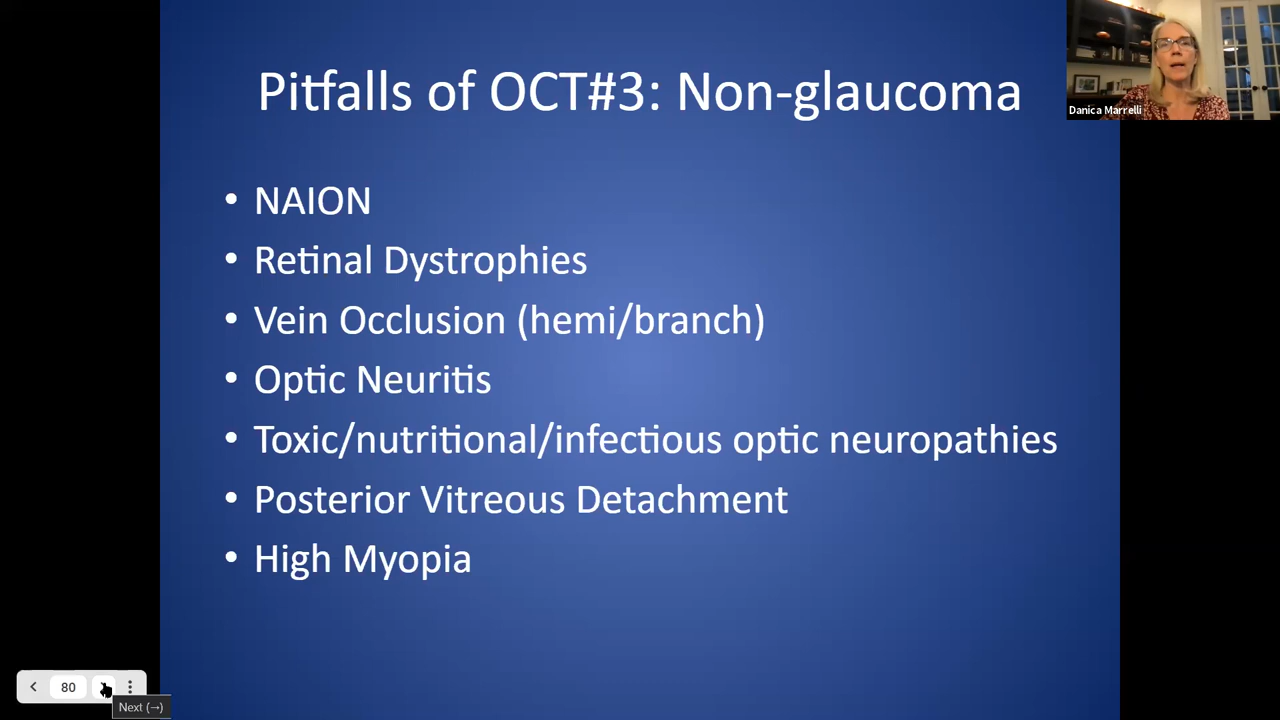 Pitfalls of OCT#3: Non-glaucoma
Danica Marrelli
• NAION
• Retinal Dystrophies
• Vein Occlusion (hemi/branch)
• Optic Neuritis
• Toxic/nutritional/infectious optic neuropathies
• Posterior Vitreous Detachment
• High Myopia
80
Next (→)